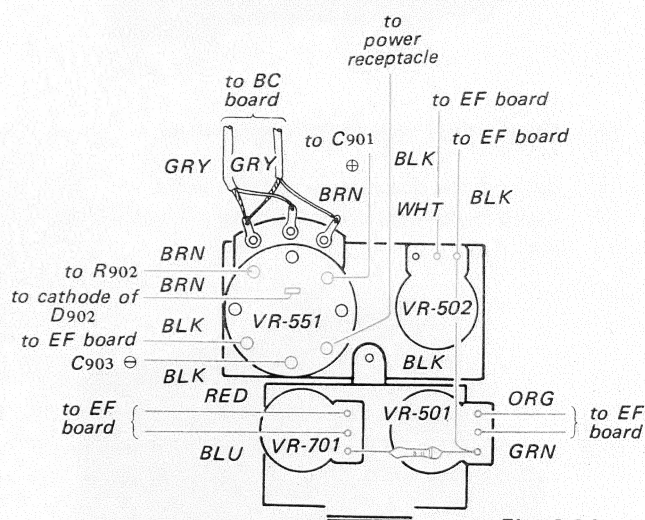 to
power
receptacle
to BC
board
to EF board
to C901
to EF board
⊕
GRY
GRY
BLK
BRN
BLK
WHT
BRN
to R902
BRN
to cathode of
D902
BLK
to EF board
C903 ⊖
BLK
VR-551
VR-502
BLK
RED
VR-501
ORG
to EF
board
to EF
board
BLU
VR-701
GRN